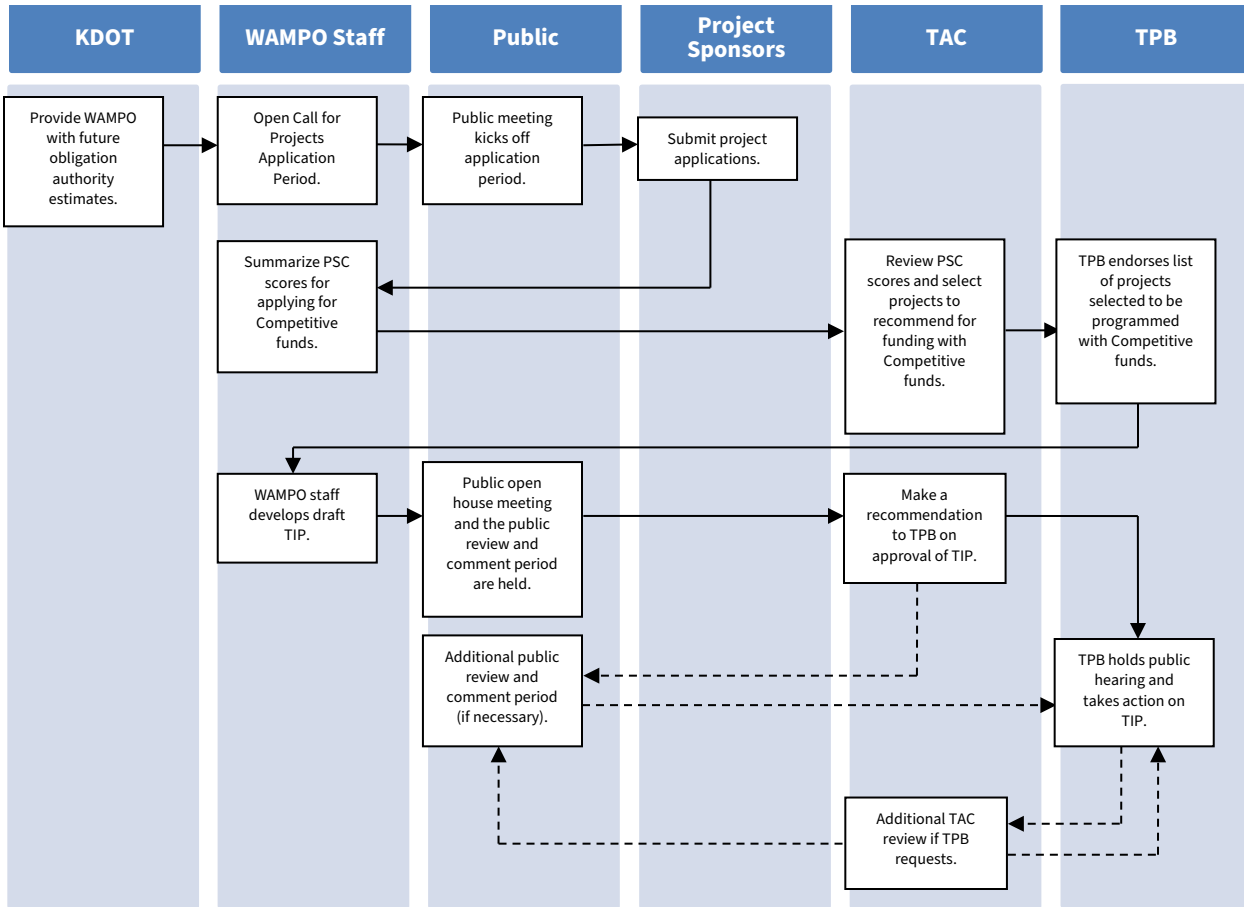 KDOT
WAMPO Staff
Public
Project
Sponsors
TAC
TPB
Provide WAMPO
with future
obligation
authority
estimates.
Open Call for
Projects
Application
Period.
Public meeting
kicks off
application
period.
Submit project
applications.
Summarize PSC
scores for
applying for
Competitive
funds.
Review PSC
scores and select
projects to
recommend for
funding with
Competitive
funds.
TPB endorses list
of projects
selected to be
programmed
with Competitive
funds.
WAMPO staff
develops draft
TIP.
Public open
house meeting
and the public
review and
comment period
are held.
Make a
recommendation
to TPB on
approval of TIP.
Additional public
review and
comment period
(if necessary).
TPB holds public
hearing and
takes action on
TIP.
Additional TAC
review if TPB
requests.